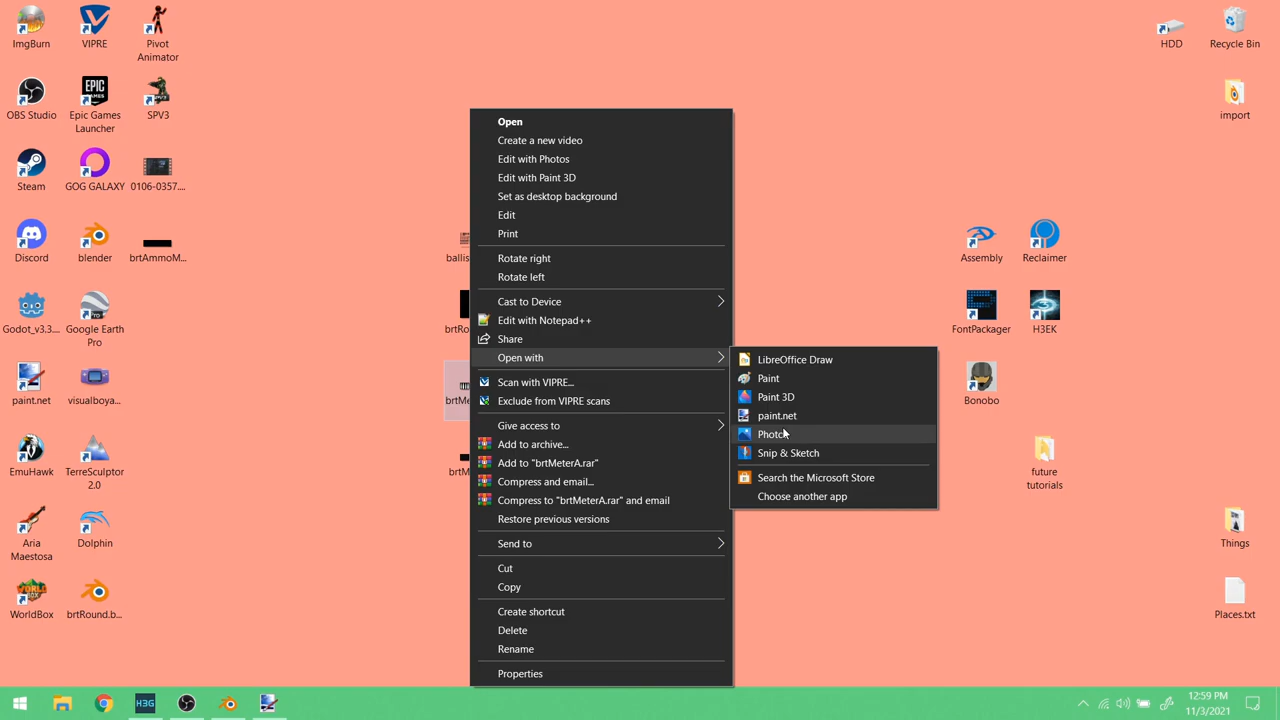 ImgBurn
VIPRE
Pivot
Animator
OBS Studio
Epic Games
Launcher
SPV3
Steam
GOG GALAXY
0106-0357....
Discord
blender
brtAmmoM...
Godot_v3.3....
Google Earth
Pro
paint.net
visualboya...
EmuHawk
TerreSculptor
2.0
Aria
Maestosa
Dolphin
WorldBox
brtRound.b...
ballis
brtRo
brtMe
brt
Open
Create a new video
Edit with Photos
Edit with Paint 3D
Set as desktop background
Edit
Print
Rotate right
Rotate left
Cast to Device
Edit with Notepad++
Share
Open with
Scan with VIPRE...
Exclude from VIPRE scans
Give access to
Add to archive...
Add to "brtMeterA.rar"
Compress and email...
Compress to "brtMeterA.rar" and email
Restore previous versions
Send to
Cut
Copy
Create shortcut
Delete
Rename
Properties
LibreOffice Draw
Paint
Paint 3D
paint.net
Photo
Snip & Sketch
Search the Microsoft Store
Choose another app
HDD
Recycle Bin
import
Assembly
Reclaimer
FontPackager
H3EK
Bonobo
future
tutorials
Things
Places.txt
H3G
12:59 PM
11/3/2021